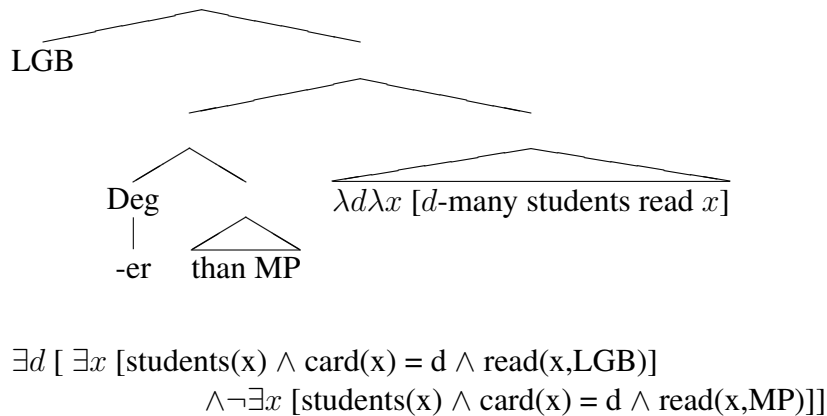 LGB
Deg
λdλx [d-many students read x]
-er than MP
∃d [ ∃x [students(x) ∧ card(x) = d ∧ read(x,LGB)]
∧¬∃x [students(x) ∧ card(x) = d ∧ read(x,MP)]]